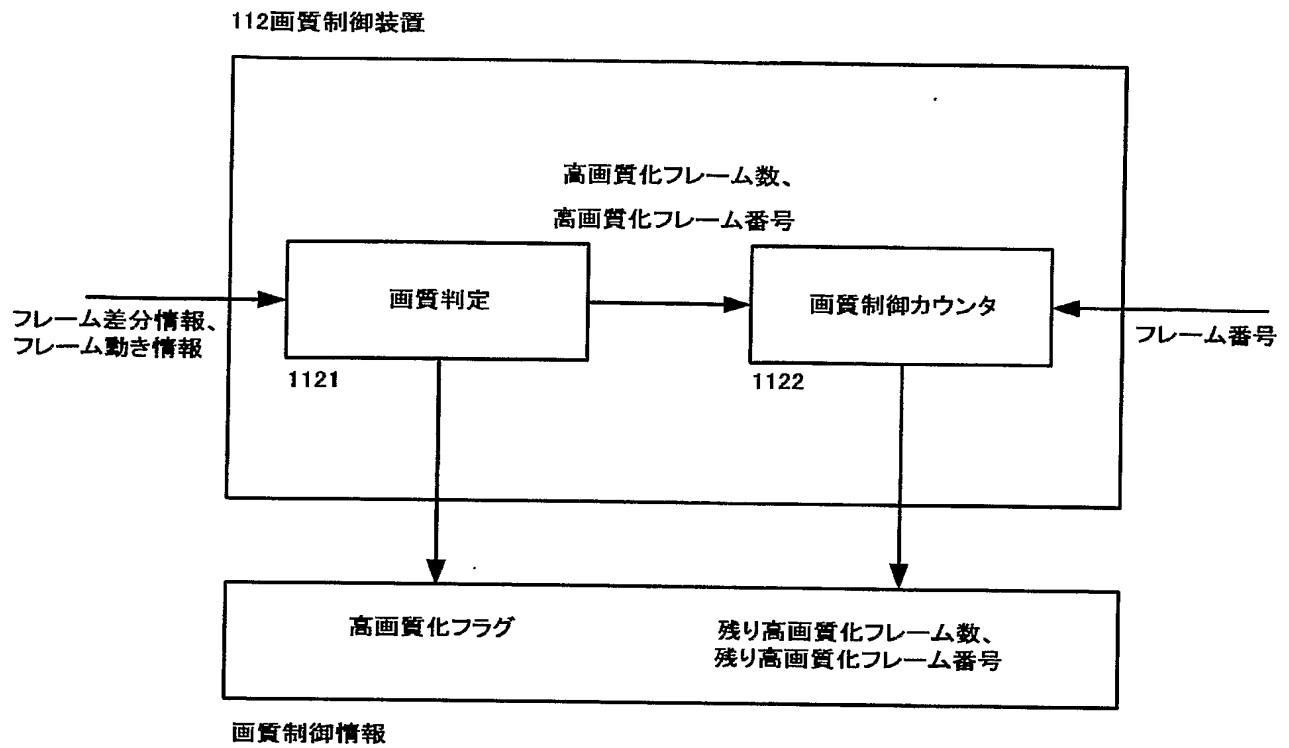 112画質制御装置
高画質化フレーム数、
高画質化フレーム番号
画質判定
画質制御カウンタ
フレーム差分情報、
フレーム動き情報
フレーム番号
1121
1122
高画質化フラグ
残り高画質化フレーム数、
残り高画質化フレーム番号
画質制御情報